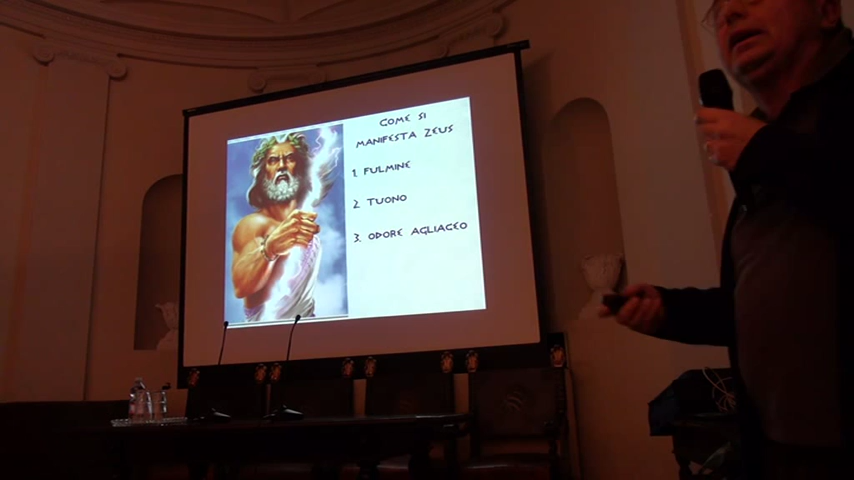 COME SI
MANIFESTA ZEUS
1. FULMINE
2. TUONO
3. ODORE AGLIACEO